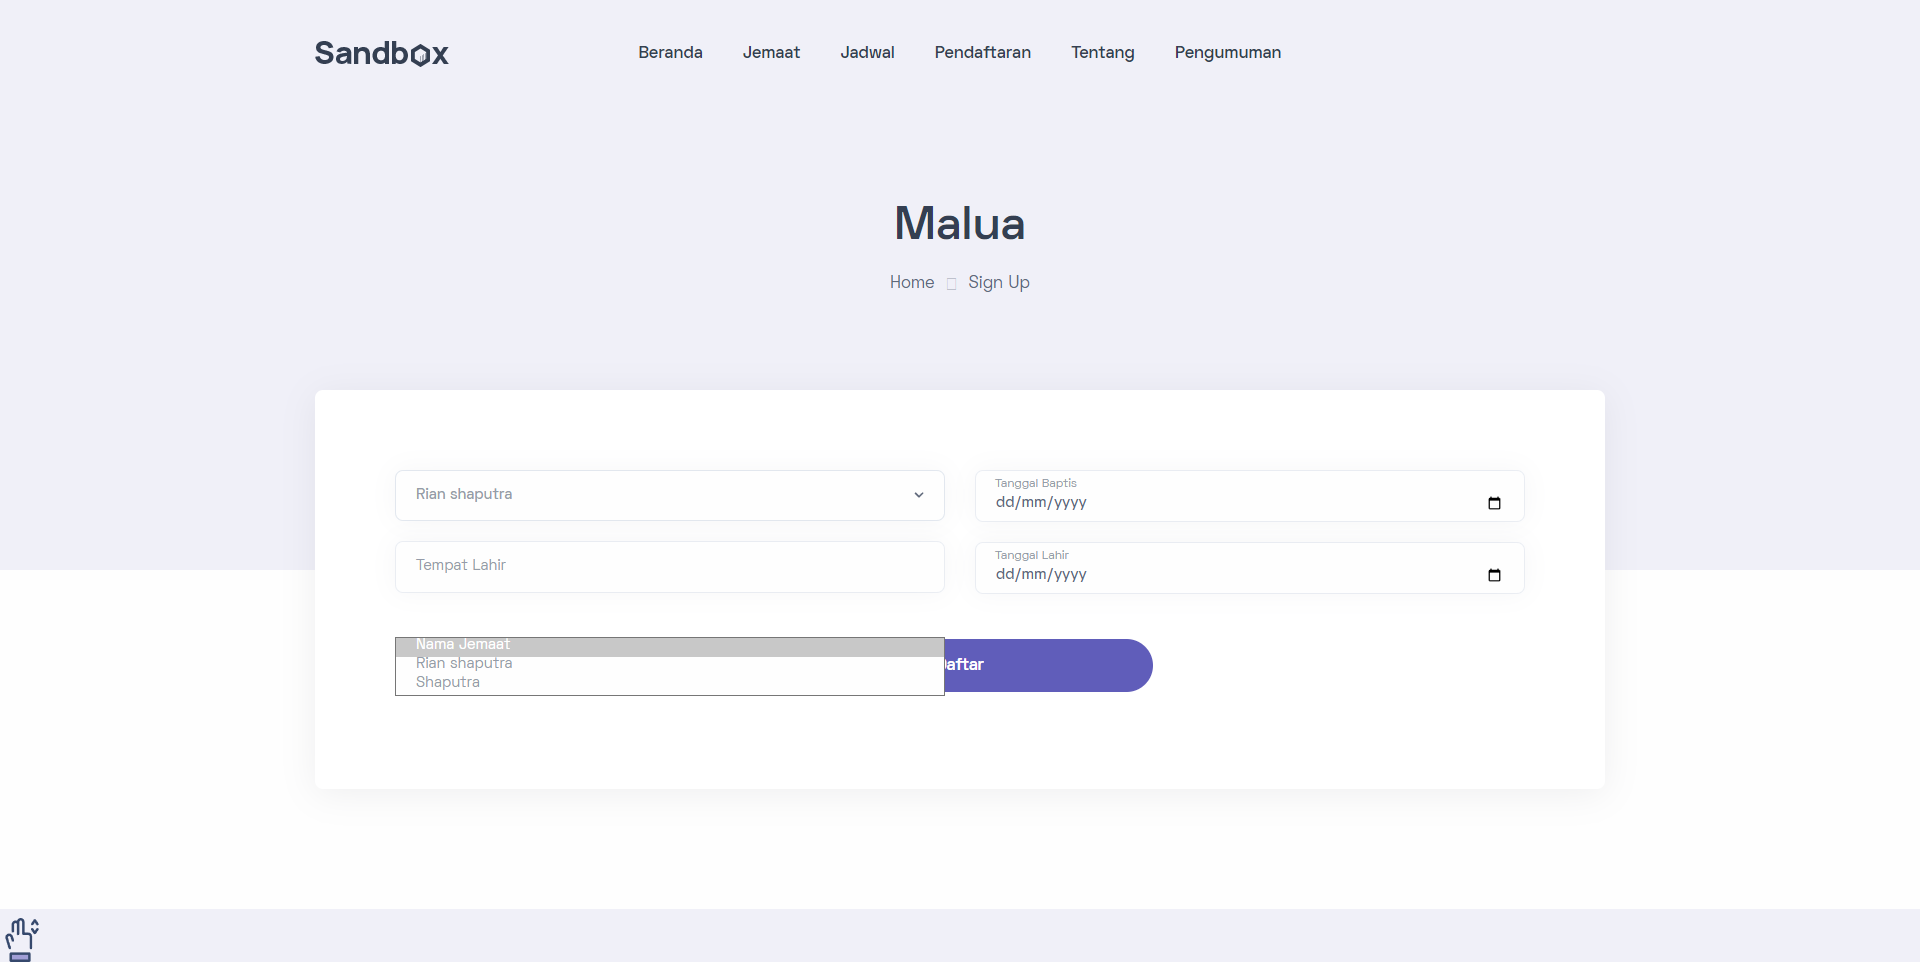 Sandbox
Beranda Jemaat Jadwal Pendaftaran Tentang Pengumuman
Malua
Home Sign Up
Rian shaputra
Tanggal Baptis
dd/mm/yyyy
Tempat Lahir
Tanggal Lahir
dd/mm/yyyy
Nama Jemaat
Rian shaputra
Shaputra
Daftar